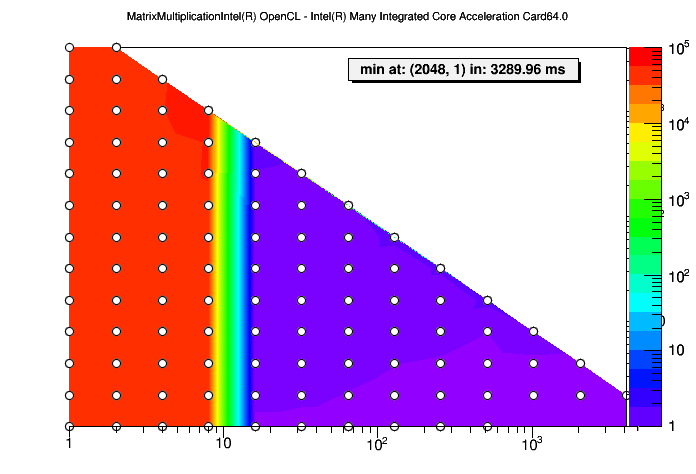 MatrixMultiplicationIntel(R) OpenCL - Intel(R) Many Integrated Core Acceleration Card64.0
min at: (2048, 1) in: 3289.96 ms
10⁵
10⁴
10³
10²
10
1
1 10 10² 10³